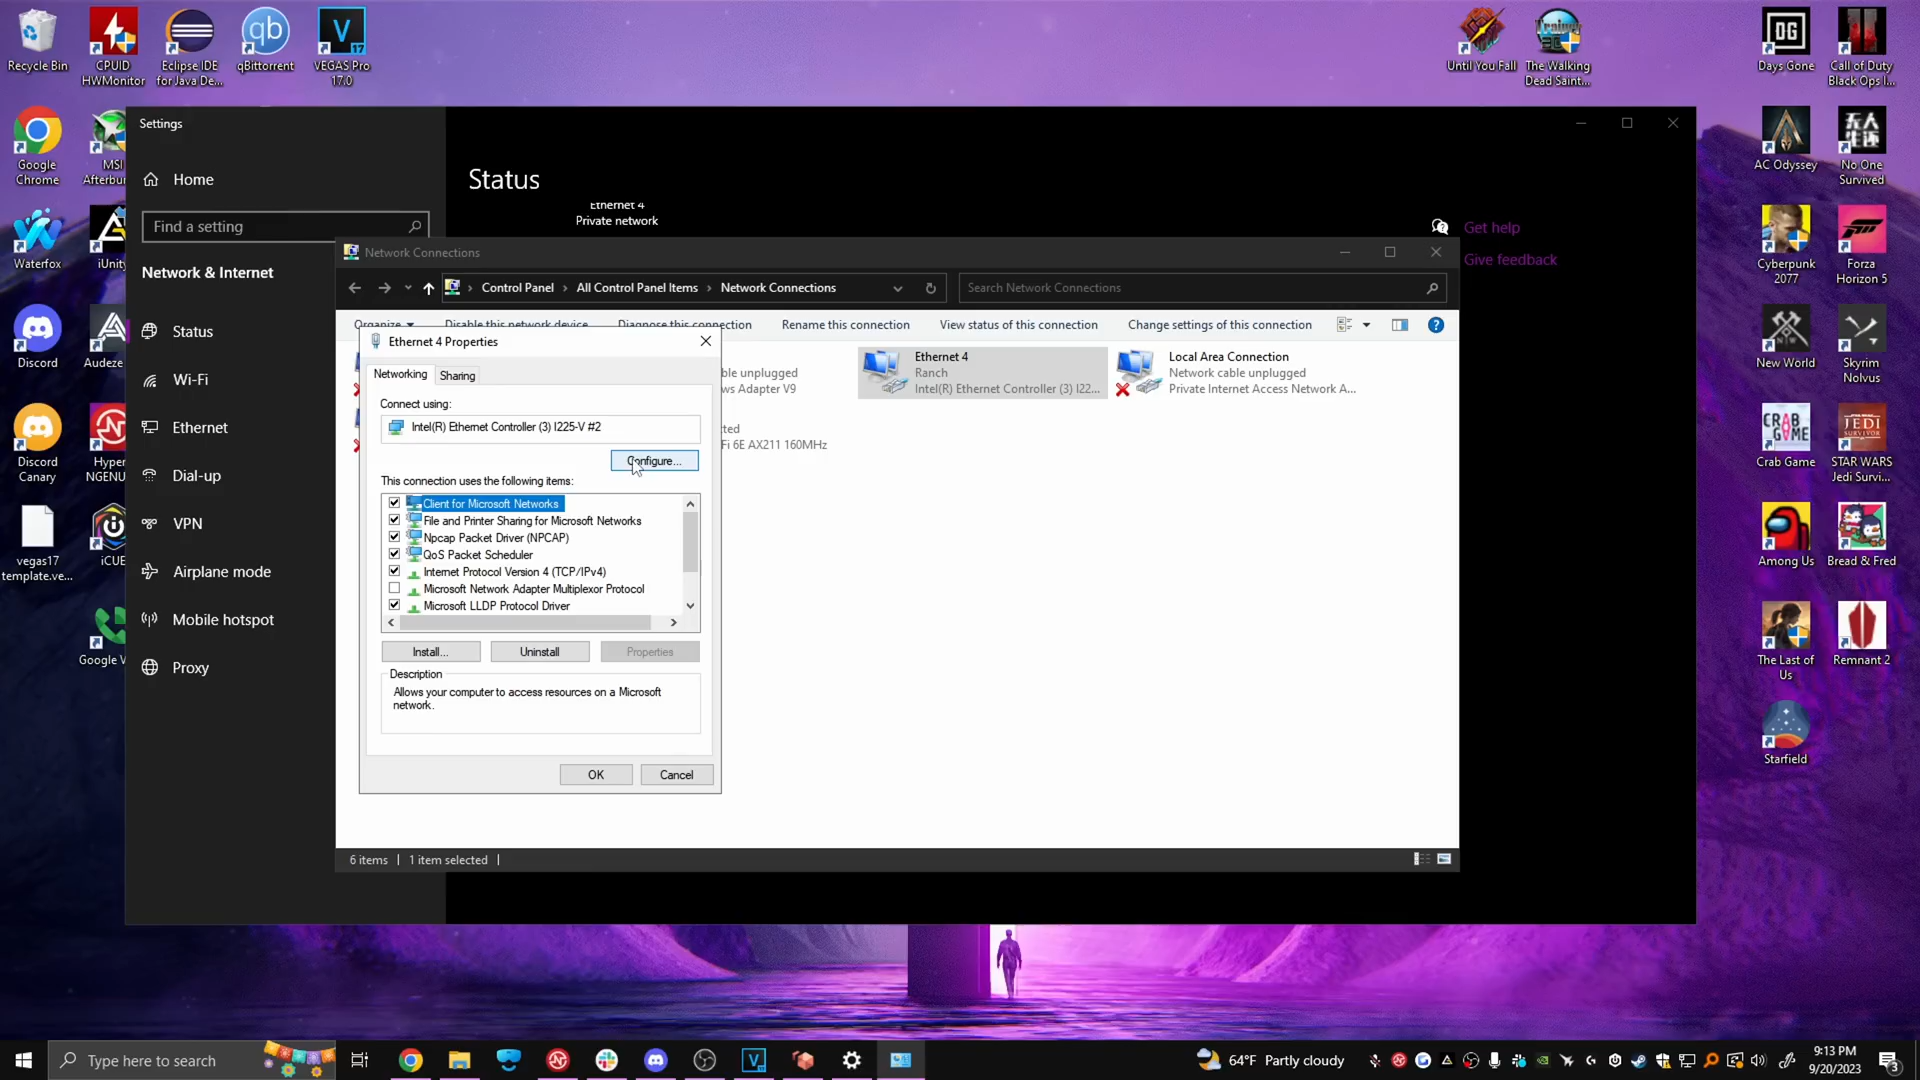 Recycle Bin
CPUID
HWMonitor
Eclipse IDE
for Java De...
qBittorrent
VEGAS Pro
17.0
Until You Fall
The Walking
Dead Saint...
Days Gone
Call of Duty
Black Ops I...
Google
Chrome
MSI
Afterbur
AC Odyssey
No One
Survived
Waterfox
iUnity
Cyberpunk
2077
Forza
Horizon 5
Discord
Audeze
New World
Skyrim
Nolvus
Discord
Canary
Hyper
NGENU
Crab Game
STAR WARS
Jedi Survi...
vegas17
template.ve...
iCUE
Among Us
Bread & Fred
Google V
The Last of
Us
Remnant 2
Starfield
Settings
Home
Find a setting
Network & Internet
Status
Wi-Fi
Ethernet
Dial-up
VPN
Airplane mode
Mobile hotspot
Proxy
Status
Ethernet 4
Private network
Get help
Give feedback
Network Connections
Control Panel > All Control Panel Items > Network Connections
Search Network Connections
Organize
Disable this network device
Diagnose this connection
Rename this connection
View status of this connection
Change settings of this connection
ble unplugged
ws Adapter V9
Ethernet 4
Ranch
Intel(R) Ethernet Controller (3) I22...
Local Area Connection
Network cable unplugged
Private Internet Access Network A...
cted
Fi 6E AX211 160MHz
Ethernet 4 Properties
Networking
Sharing
Connect using:
Intel(R) Ethernet Controller (3) I225-V #2
Configure...
This connection uses the following items:
Client for Microsoft Networks
File and Printer Sharing for Microsoft Networks
Npcap Packet Driver (NPCAP)
QoS Packet Scheduler
Internet Protocol Version 4 (TCP/IPv4)
Microsoft Network Adapter Multiplexor Protocol
Microsoft LLDP Protocol Driver
Install...
Uninstall
Properties
Description
Allows your computer to access resources on a Microsoft
network.
OK
Cancel
6 items
1 item selected
Type here to search
64°F Partly cloudy
9:13 PM
9/20/2023
3